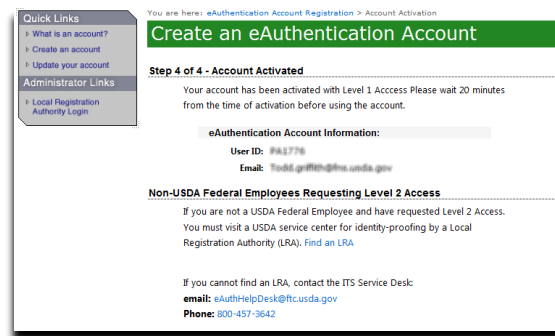 Quick Links
What is an account?
Create an account
Update your account
Administrator Links
Local Registration
Authority Login
You are here: eAuthentication Account Registration > Account Activation
Create an eAuthentication Account
Step 4 of 4 - Account Activated
Your account has been activated with Level 1 Acccess Please wait 20 minutes
from the time of activation before using the account.
eAuthentication Account Information:
User ID:
Email:
Non-USDA Federal Employees Requesting Level 2 Access
If you are not a USDA Federal Employee and have requested Level 2 Access.
You must visit a USDA service center for identity-proofing by a Local
Registration Authority (LRA). Find an LRA
If you cannot find an LRA, contact the ITS Service Desk:
email: eAuthHelpDesk@ftc.usda.gov
Phone: 800-457-3642